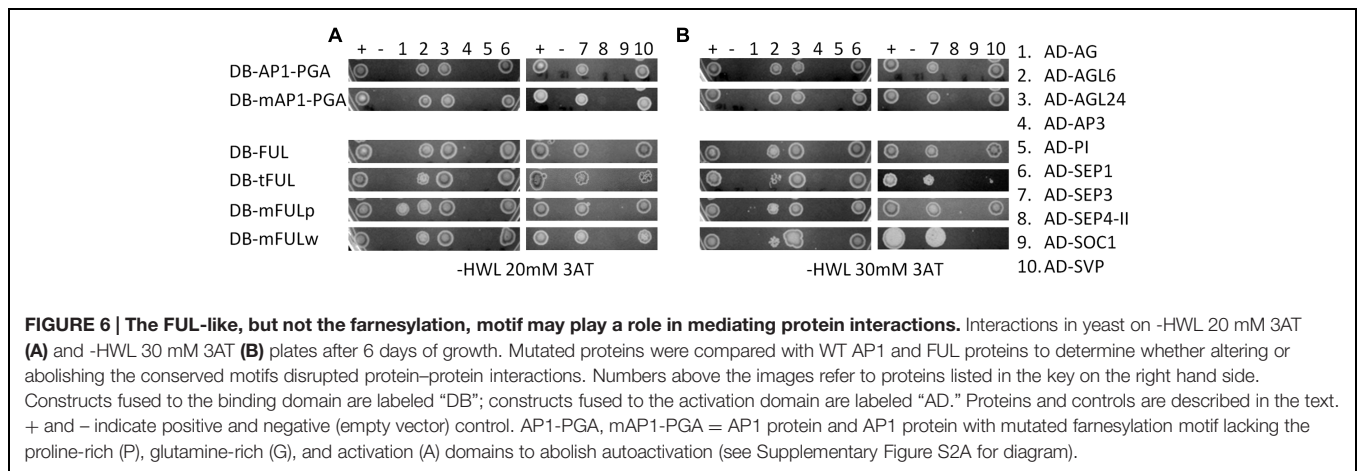 A
B
+ - 1 2 3 4 5 6 + - 7 8 9 10
+ - 1 2 3 4 5 6 + - 7 8 9 10
DB-AP1-PGA
DB-mAP1-PGA
DB-FUL
DB-tFUL
DB-mFULp
DB-mFULw
-HWL 20mM 3AT
-HWL 30mM 3AT
1. AD-AG
2. AD-AGL6
3. AD-AGL24
4. AD-AP3
5. AD-PI
6. AD-SEP1
7. AD-SEP3
8. AD-SEP4-II
9. AD-SOC1
10. AD-SVP
FIGURE 6 | The FUL-like, but not the farnesylation, motif may play a role in mediating protein interactions. Interactions in yeast on -HWL 20 mM 3AT
(A) and -HWL 30 mM 3AT (B) plates after 6 days of growth. Mutated proteins were compared with WT AP1 and FUL proteins to determine whether altering or
abolishing the conserved motifs disrupted protein–protein interactions. Numbers above the images refer to proteins listed in the key on the right hand side.
Constructs fused to the binding domain are labeled “DB”; constructs fused to the activation domain are labeled “AD.” Proteins and controls are described in the text.
+ and – indicate positive and negative (empty vector) control. AP1-PGA, mAP1-PGA = AP1 protein and AP1 protein with mutated farnesylation motif lacking the
proline-rich (P), glutamine-rich (G), and activation (A) domains to abolish autoactivation (see Supplementary Figure S2A for diagram).